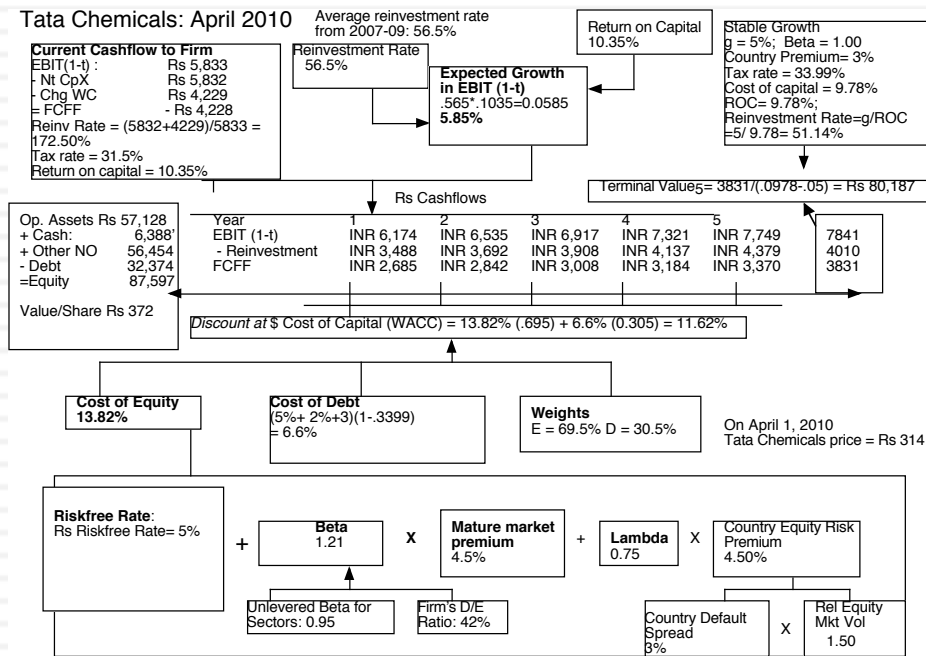 Tata Chemicals: April 2010
Average reinvestment rate
from 2007-09: 56.5%
Current Cashflow to Firm
EBIT(1-t) : Rs 5,833
- Nt CpX Rs 5,832
- Chg WC Rs 4,229
= FCFF - Rs 4,228
Reinv Rate = (5832+4229)/5833 =
172.50%
Tax rate = 31.5%
Return on capital = 10.35%
Reinvestment Rate
56.5%
Expected Growth
in EBIT (1-t)
.565*.1035=0.0585
5.85%
Return on Capital
10.35%
Stable Growth
g = 5%; Beta = 1.00
Country Premium= 3%
Tax rate = 33.99%
Cost of capital = 9.78%
ROC= 9.78%;
Reinvestment Rate=g/ROC
=5/ 9.78= 51.14%
Rs Cashflows
Terminal Value5= 3831/(.0978-.05) = Rs 80,187
Op. Assets Rs 57,128
+ Cash: 6,388'
+ Other NO 56,454
- Debt 32,374
=Equity 87,597
Value/Share Rs 372
Year 1 2 3 4 5
EBIT (1-t) INR 6,174 INR 6,535 INR 6,917 INR 7,321 INR 7,749 7841
- Reinvestment INR 3,488 INR 3,692 INR 3,908 INR 4,137 INR 4,379 4010
FCFF INR 2,685 INR 2,842 INR 3,008 INR 3,184 INR 3,370 3831
Discount at $ Cost of Capital (WACC) = 13.82% (.695) + 6.6% (0.305) = 11.62%
Cost of Equity
13.82%
Cost of Debt
(5%+ 2%+3)(1-.3399)
= 6.6%
Weights
E = 69.5% D = 30.5%
On April 1, 2010
Tata Chemicals price = Rs 314
Riskfree Rate:
Rs Riskfree Rate= 5%
+
Beta
1.21
X
Mature market
premium
4.5%
+
Lambda
0.75
X
Country Equity Risk
Premium
4.50%
Unlevered Beta for
Sectors: 0.95
Firm's D/E
Ratio: 42%
Country Default
Spread
3%
X
Rel Equity
Mkt Vol
1.50